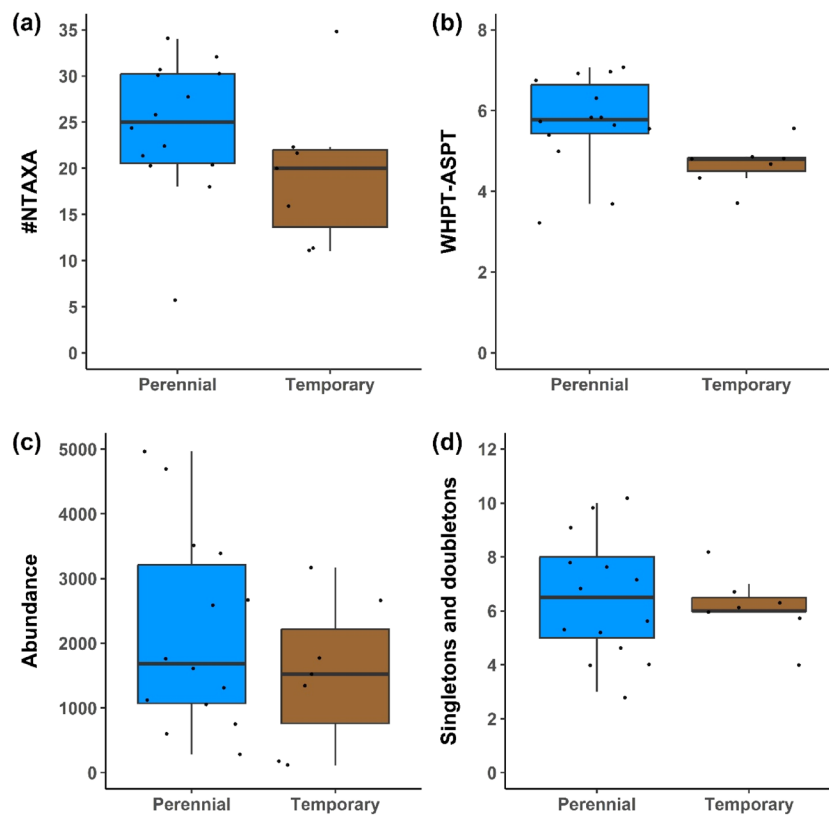 (a)
#NTAXA
35
30
25
20
15
10
5
0
Perennial Temporary
(b)
WHPT-ASPT
8
6
4
2
0
Perennial Temporary
(c)
Abundance
5000
4000
3000
2000
1000
0
Perennial Temporary
(d)
Singletons and doubletons
12
10
8
6
4
2
0
Perennial Temporary